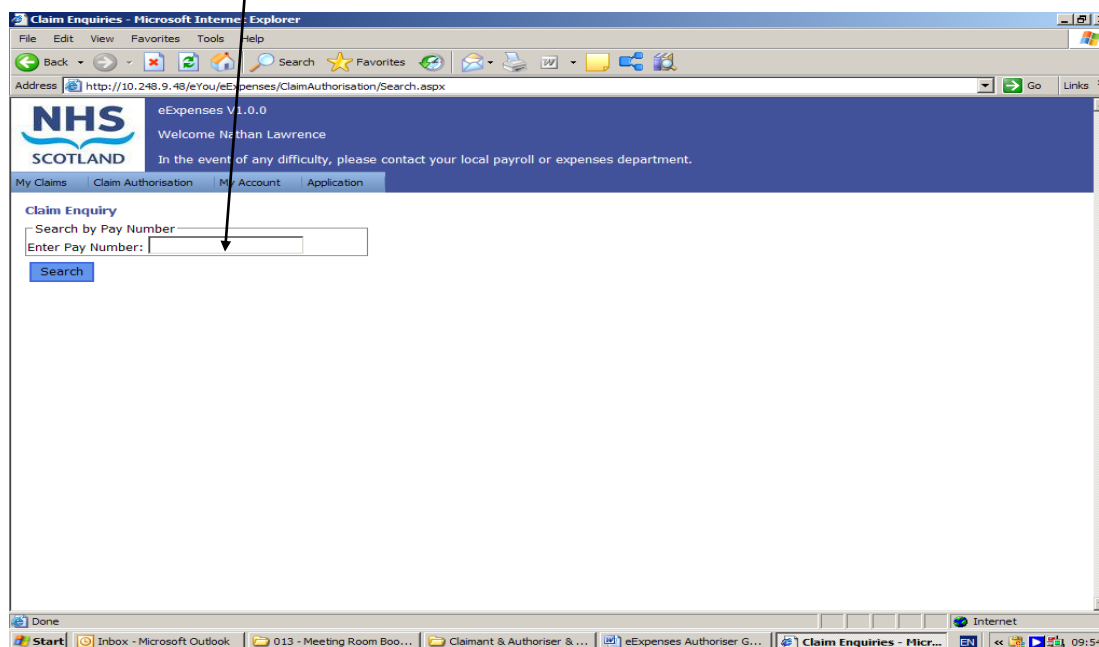 Claim Enquiries - Microsoft Internet Explorer
File Edit View Favorites Tools Help
Back Search Favorites
Address http://10.248.9.48/eYou/eExpenses/ClaimAuthorisation/Search.aspx Go Links
NHS
SCOTLAND
eExpenses V1.0.0
Welcome Nathan Lawrence
In the event of any difficulty, please contact your local payroll or expenses department.
My Claims Claim Authorisation My Account Application
Claim Enquiry
Search by Pay Number
Enter Pay Number:
Search
Done Internet
Start Inbox - Microsoft Outlook 013 - Meeting Room Boo... Claimant & Authoriser & ... eExpenses Authoriser G... Claim Enquiries - Micr... EN « 09:54